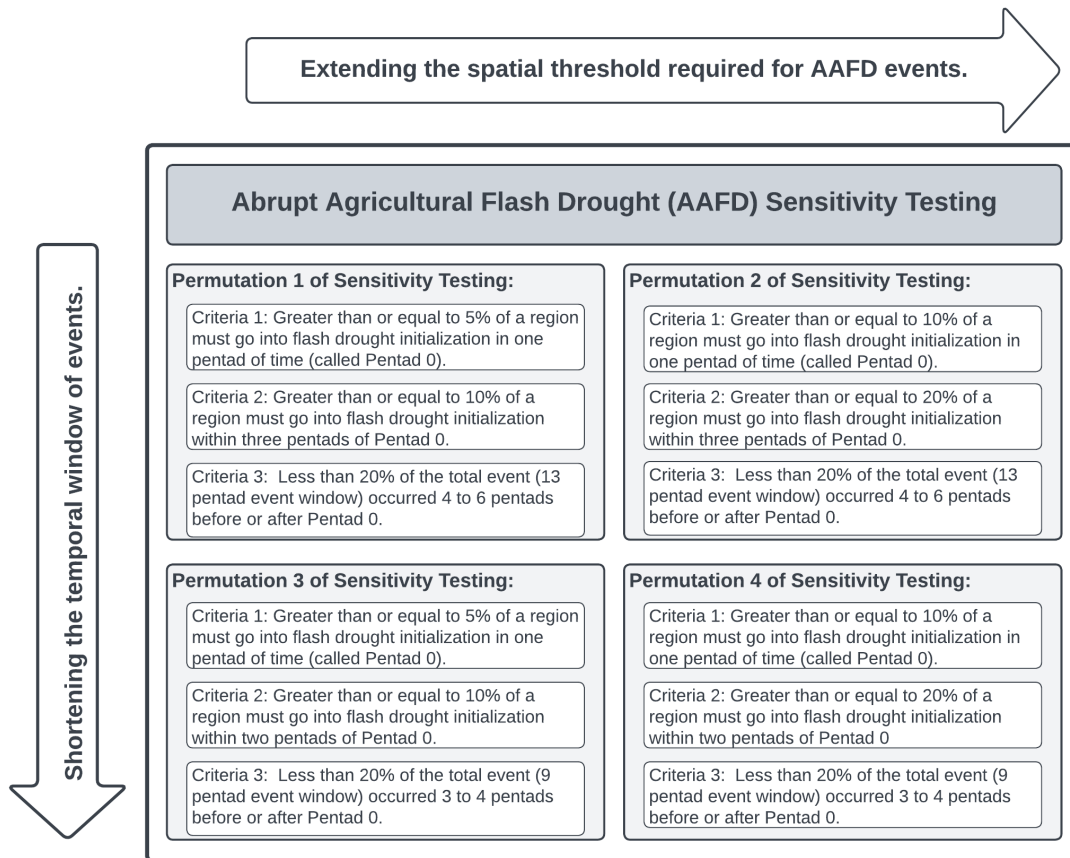 Extending the spatial threshold required for AAFD events.
Abrupt Agricultural Flash Drought (AAFD) Sensitivity Testing
Shortening the temporal window of events.
Permutation 1 of Sensitivity Testing:
Criteria 1: Greater than or equal to 5% of a region
must go into flash drought initialization in one
pentad of time (called Pentad 0).
Criteria 2: Greater than or equal to 10% of a
region must go into flash drought initialization
within three pentads of Pentad 0.
Criteria 3:  Less than 20% of the total event (13
pentad event window) occurred 4 to 6 pentads
before or after Pentad 0.
Permutation 2 of Sensitivity Testing:
Criteria 1: Greater than or equal to 10% of a
region must go into flash drought initialization in
one pentad of time (called Pentad 0).
Criteria 2: Greater than or equal to 20% of a
region must go into flash drought initialization
within three pentads of Pentad 0.
Criteria 3:  Less than 20% of the total event (13
pentad event window) occurred 4 to 6 pentads
before or after Pentad 0.
Permutation 3 of Sensitivity Testing:
Criteria 1: Greater than or equal to 5% of a region
must go into flash drought initialization in one
pentad of time (called Pentad 0).
Criteria 2: Greater than or equal to 10% of a
region must go into flash drought initialization
within two pentads of Pentad 0.
Criteria 3:  Less than 20% of the total event (9
pentad event window) occurred 3 to 4 pentads
before or after Pentad 0.
Permutation 4 of Sensitivity Testing:
Criteria 1: Greater than or equal to 10% of a
region must go into flash drought initialization in
one pentad of time (called Pentad 0).
Criteria 2: Greater than or equal to 20% of a
region must go into flash drought initialization
within two pentads of Pentad 0
Criteria 3:  Less than 20% of the total event (9
pentad event window) occurred 3 to 4 pentads
before or after Pentad 0.